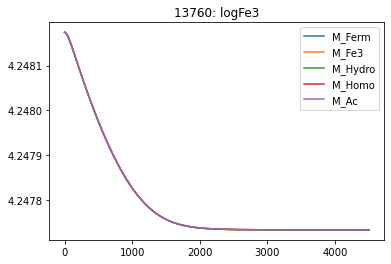 13760: logFe3
M_Ferm
M_Fe3
M_Hydro
M_Homo
M_Ac
4.2481
4.2480
4.2479
4.2478
0 1000 2000 3000 4000